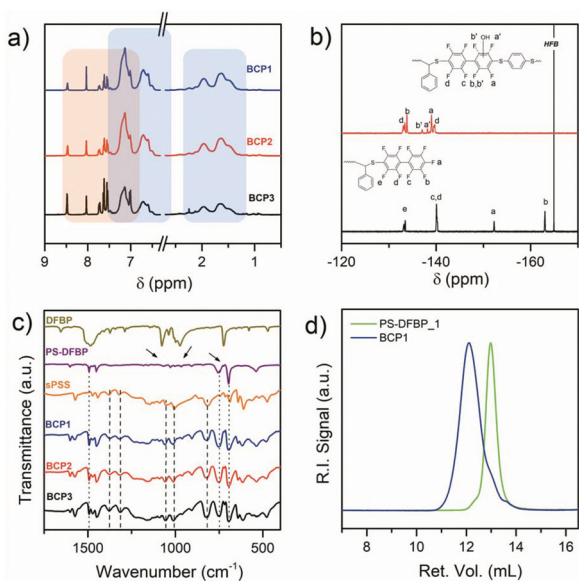 a)
BCP1
BCP2
BCP3
9 8 7 6 2 1
δ (ppm)
b)
OH
b' a'
S
F F F F
S S
F F F F
d c b,b' a
HFB
b
d
b' a'
a
d
S
F F F F
F a
F F F F
e d c b
e
c,d
a
b
-120 -140 -160
δ (ppm)
c)
DFBP
PS-DFBP
sPSS
BCP1
BCP2
BCP3
Transmittance (a.u.)
1500 1000 500
Wavenumber (cm⁻¹)
d)
PS-DFBP_1
BCP1
R.I. Signal (a.u.)
8 10 12 14 16
Ret. Vol. (mL)